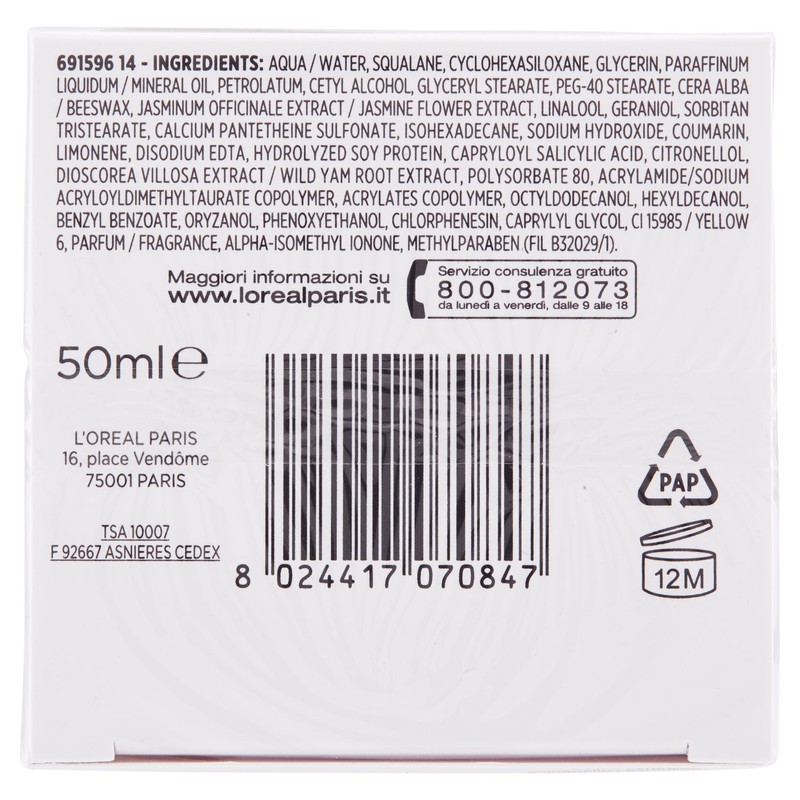 691596 14 - INGREDIENTS: AQUA / WATER, SQUALANE, CYCLOHEXASILOXANE, GLYCERIN, PARAFFINUM
LIQUIDUM / MINERAL OIL, PETROLATUM, CETYL ALCOHOL, GLYCERYL STEARATE, PEG-40 STEARATE, CERA ALBA
/ BEESWAX, JASMINUM OFFICINALE EXTRACT / JASMINE FLOWER EXTRACT, LINALOOL, GERANIOL, SORBITAN
TRISTEARATE, CALCIUM PANTETHEINE SULFONATE, ISOHEXADECANE, SODIUM HYDROXIDE, COUMARIN,
LIMONENE, DISODIUM EDTA, HYDROLYZED SOY PROTEIN, CAPRYLOYL SALICYLIC ACID, CITRONELLOL,
DIOSCOREA VILLOSA EXTRACT / WILD YAM ROOT EXTRACT, POLYSORBATE 80, ACRYLAMIDE/SODIUM
ACRYLOYLDIMETHYLTAURATE COPOLYMER, ACRYLATES COPOLYMER, OCTYLDODECANOL, HEXYLDECANOL,
BENZYL BENZOATE, ORYZANOL, PHENOXYETHANOL, CHLORPHENESIN, CAPRYLYL GLYCOL, CI 15985 / YELLOW
6, PARFUM / FRAGRANCE, ALPHA-ISOMETHYL IONONE, METHYLPARABEN (FIL B32029/1).
Maggiori informazioni su
www.lorealparis.it
Servizio consulenza gratuito
800-812073
da lunedì a venerdì, dalle 9 alle 18
50ml e
L'OREAL PARIS
16, place Vendôme
75001 PARIS
TSA 10007
F 92667 ASNIERES CEDEX
8 024417 070847
PAP
12M